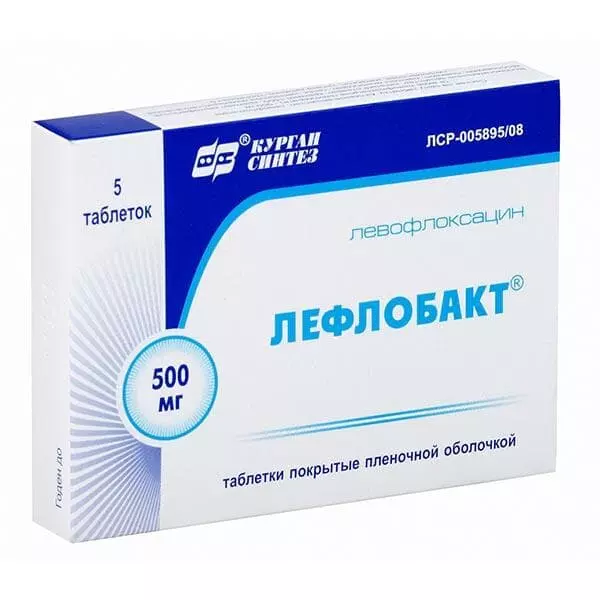 КУРГАН
СИНТЕЗ
®
ЛСР-005895/08
5
таблеток
левофлоксацин
ЛЕФЛОБАКТ®
500
мг
таблетки покрытые пленочной оболочкой
Годен до